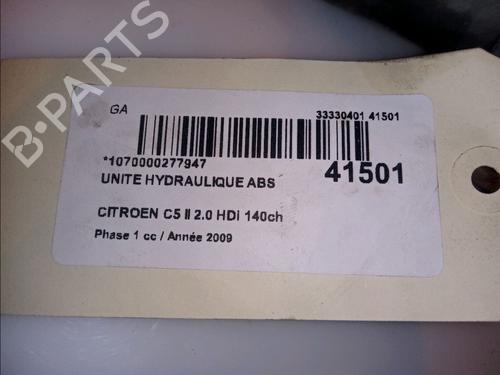 B-PARTS
GA
33330401 41501
*1070000277947
UNITE HYDRAULIQUE ABS
41501
CITROEN C5 II 2.0 HDi 140ch
Phase 1 cc / Année 2009